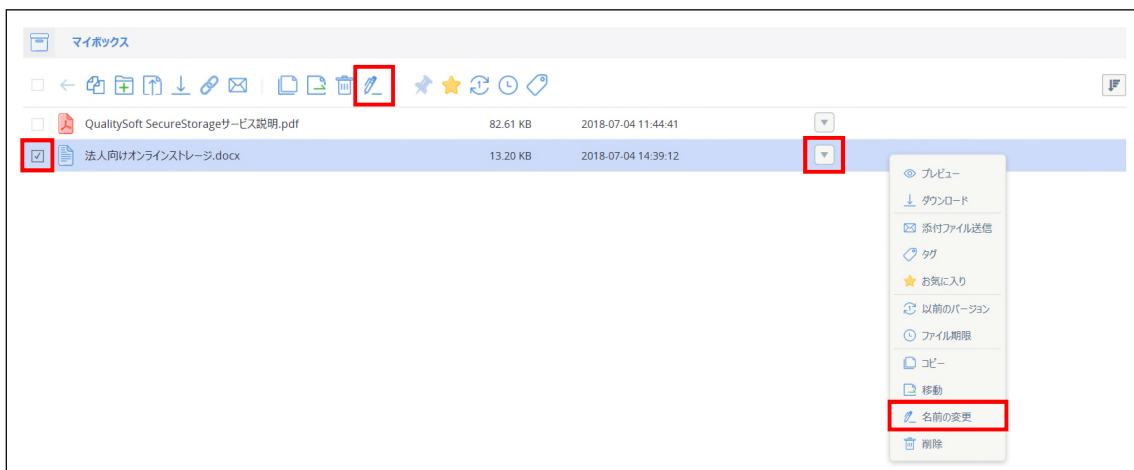 マイボックス
QualitySoft SecureStorageサービス説明.pdf 82.61 KB 2018-07-04 11:44:41
法人向けオンラインストレージ.docx 13.20 KB 2018-07-04 14:39:12
プレビュー
ダウンロード
添付ファイル送信
タグ
お気に入り
以前のバージョン
ファイル期限
コピー
移動
名前の変更
削除